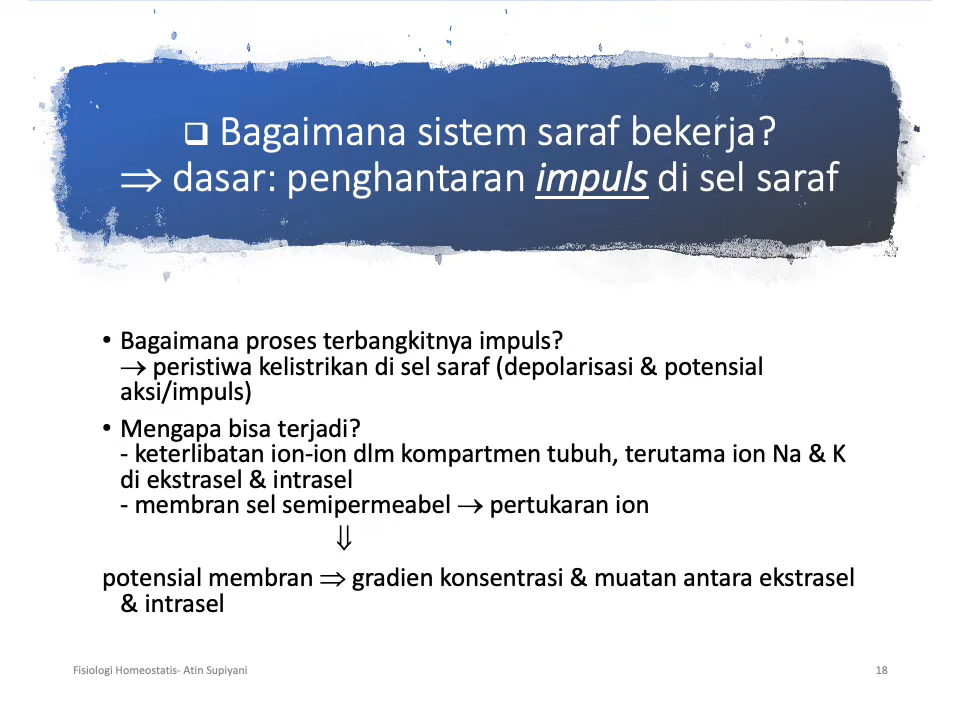 ❑ Bagaimana sistem saraf bekerja?
⇒ dasar: penghantaran impuls di sel saraf
• Bagaimana proses terbangkitnya impuls?
→ peristiwa kelistrikan di sel saraf (depolarisasi & potensial
aksi/impuls)
• Mengapa bisa terjadi?
- keterlibatan ion-ion dlm kompartmen tubuh, terutama ion Na & K
di ekstrasel & intrasel
- membran sel semipermeabel → pertukaran ion
⇓
potensial membran ⇒ gradien konsentrasi & muatan antara ekstrasel
& intrasel
Fisiologi Homeostatis- Atin Supiyani
18